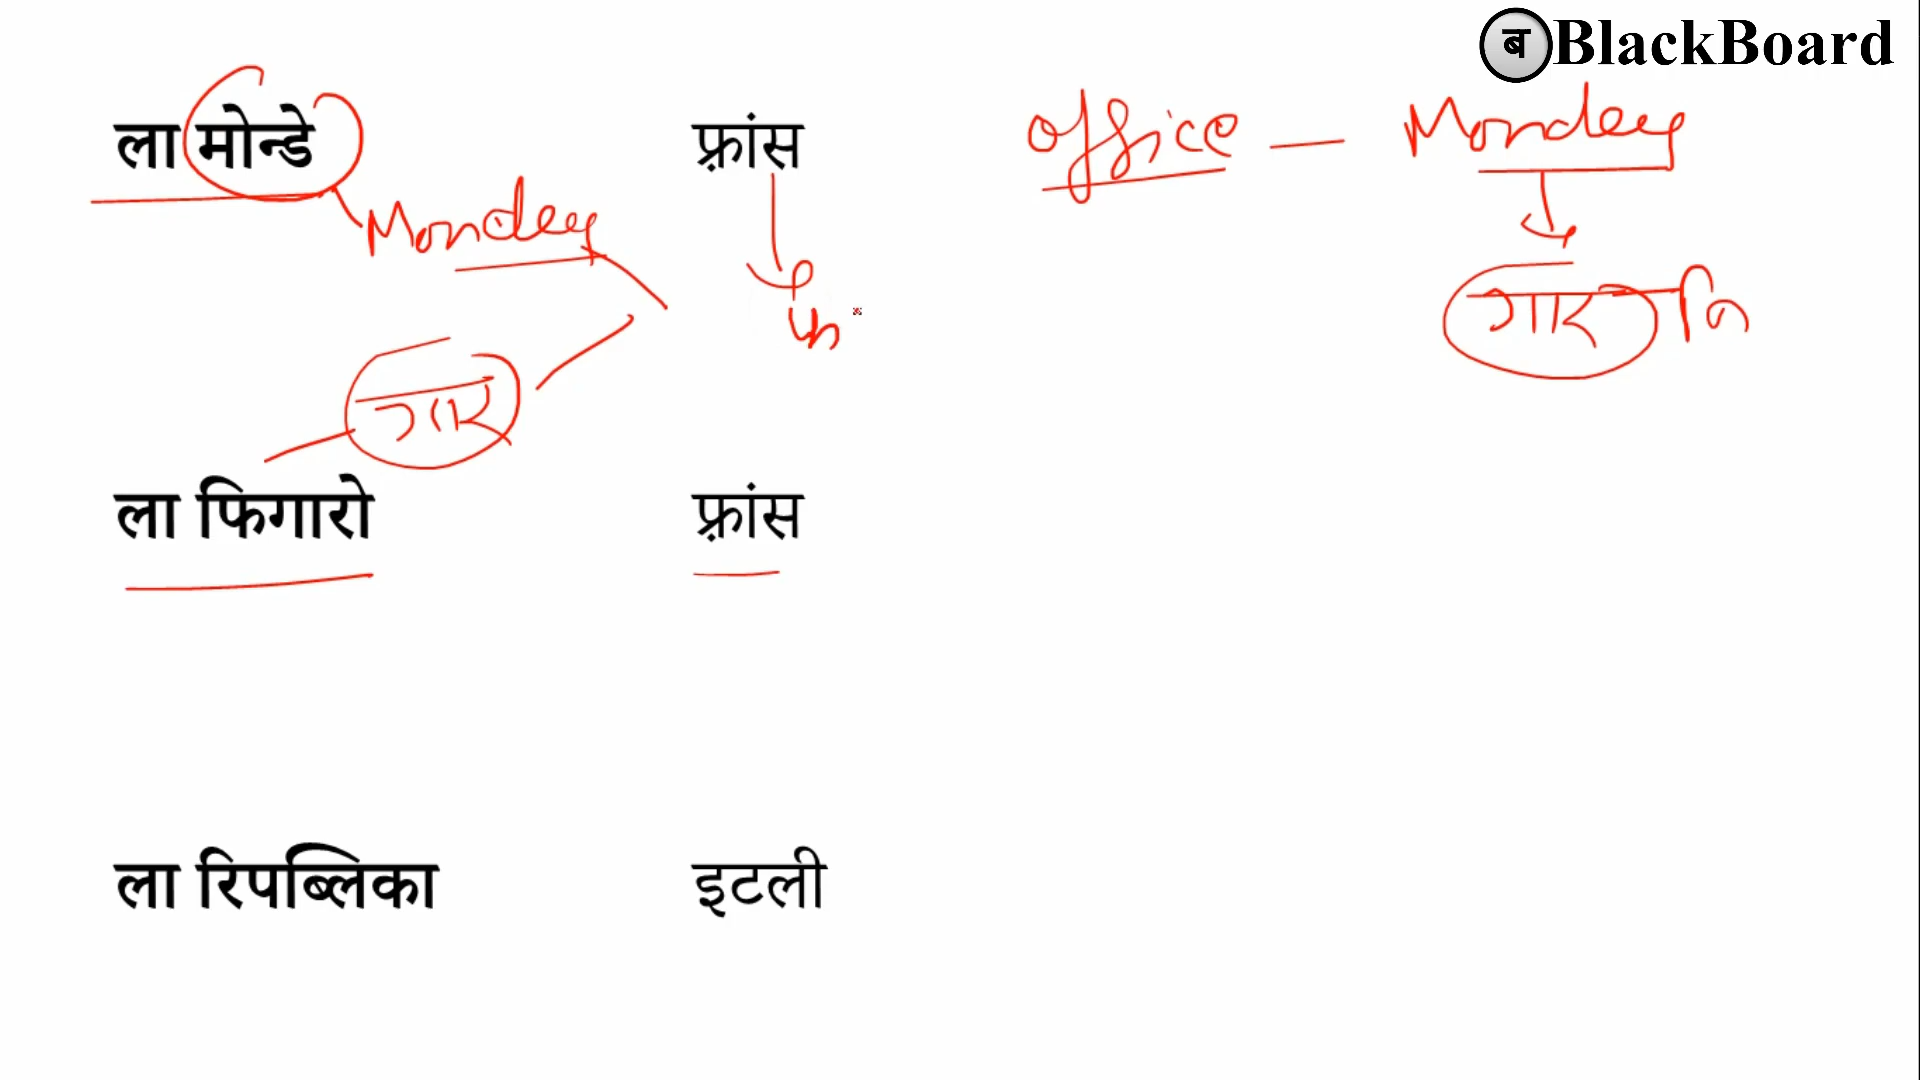 ब BlackBoard
ला मोन्डे फ़्रांस office — Monday
Monday
गार
गार
ला फिगारो फ़्रांस
ला रिपब्लिका इटली